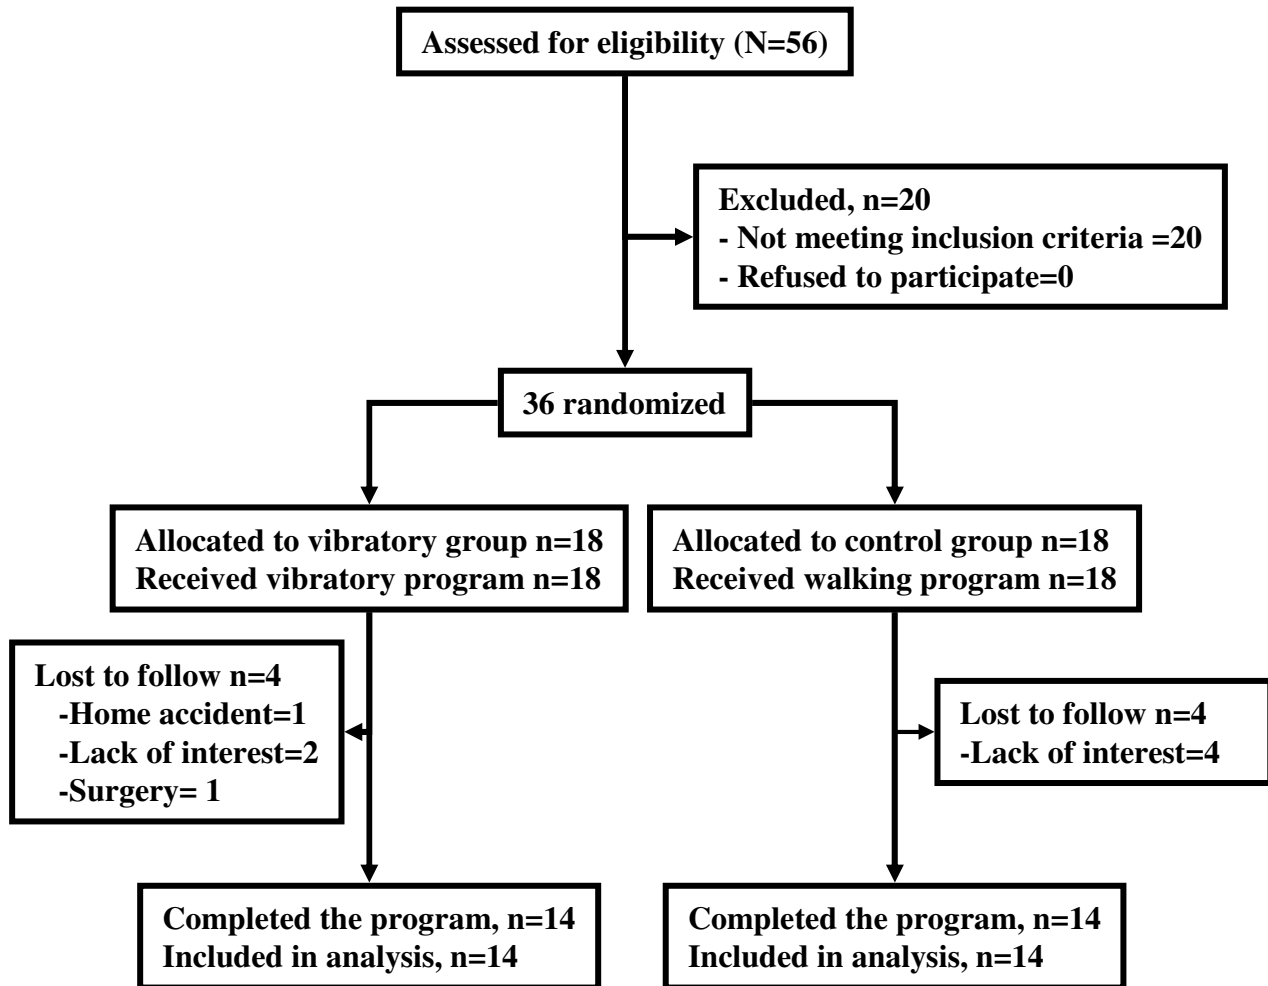 Assessed for eligibility (N=56)
Excluded, n=20
- Not meeting inclusion criteria =20
- Refused to participate=0
36 randomized
Allocated to vibratory group n=18
Received vibratory program n=18
Allocated to control group n=18
Received walking program n=18
Lost to follow n=4
-Home accident=1
-Lack of interest=2
-Surgery= 1
Lost to follow n=4
-Lack of interest=4
Completed the program, n=14
Included in analysis, n=14
Completed the program, n=14
Included in analysis, n=14